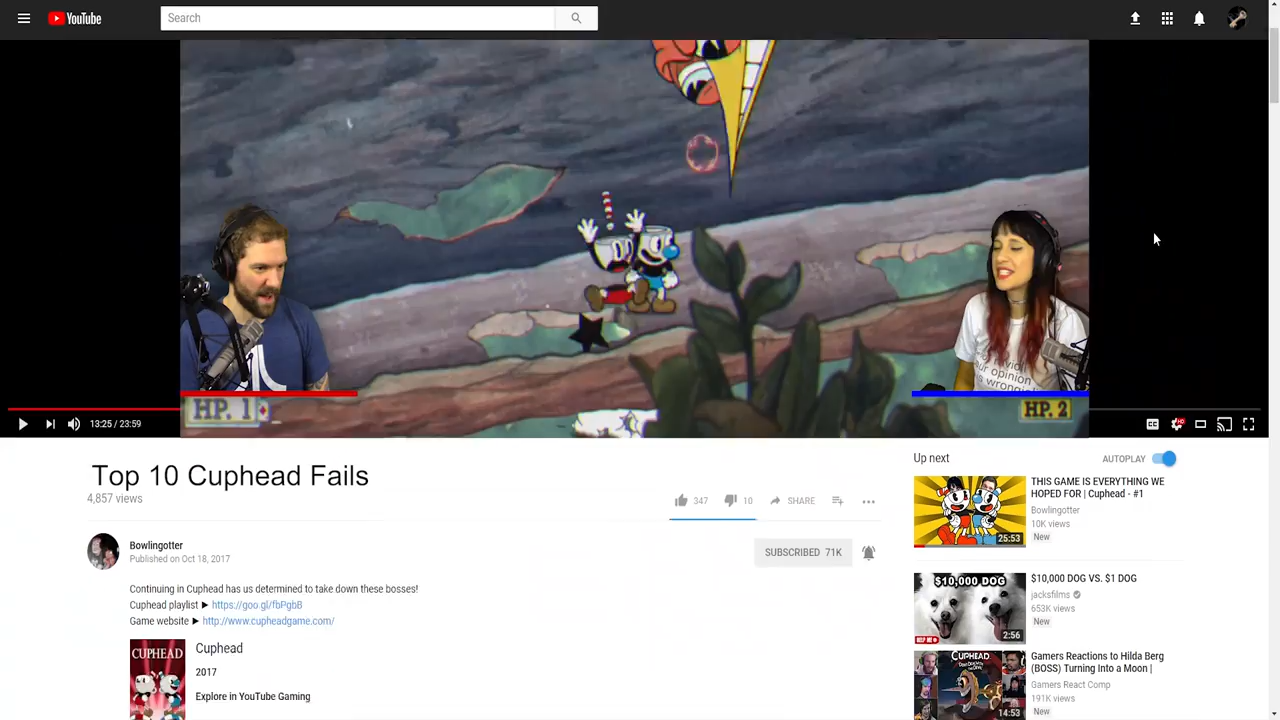 YouTube
Search
HP. 1
HP. 2
13:25 / 23:59
CC
HD
Top 10 Cuphead Fails
4,857 views
347
10
SHARE
Bowlingotter
Published on Oct 18, 2017
SUBSCRIBED 71K
Continuing in Cuphead has us determined to take down these bosses!
Cuphead playlist ▶ https://goo.gl/fbPgbB
Game website ▶ http://www.cupheadgame.com/
CUPHEAD
Cuphead
2017
Explore in YouTube Gaming
Up next
AUTOPLAY
25:53
THIS GAME IS EVERYTHING WE
HOPED FOR | Cuphead - #1
Bowlingotter
10K views
New
$10,000 DOG
HELP ME
2:56
$10,000 DOG VS. $1 DOG
jacksfilms
653K views
New
CUPHEAD
14:53
Gamers Reactions to Hilda Berg
(BOSS) Turning Into a Moon |
Gamers React Comp
191K views
New